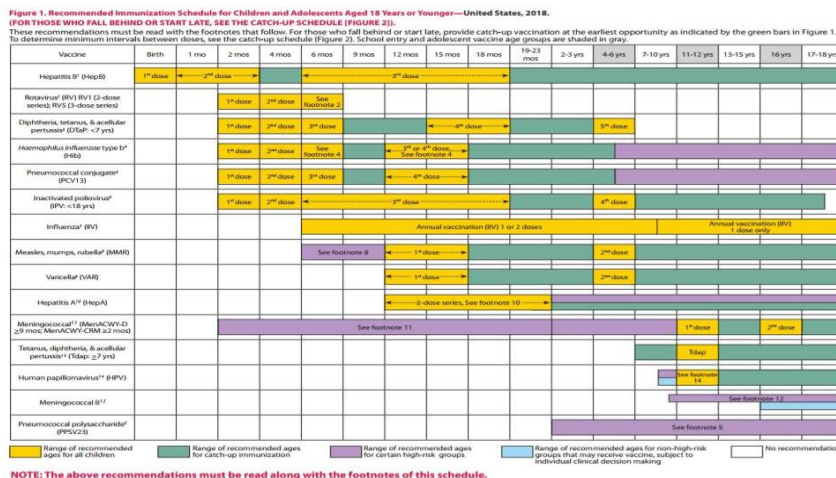 Figure 1. Recommended Immunization Schedule for Children and Adolescents Aged 18 Years or Younger—United States, 2018.
(FOR THOSE WHO FALL BEHIND OR START LATE, SEE THE CATCH-UP SCHEDULE [FIGURE 2]).
These recommendations must be read with the footnotes that follow. For those who fall behind or start late, provide catch-up vaccination at the earliest opportunity as indicated by the green bars in Figure 1.
To determine minimum intervals between doses, see the catch-up schedule (Figure 2). School entry and adolescent vaccine age groups are shaded in gray.
Vaccine Birth 1 mo 2 mos 4 mos 6 mos 9 mos 12 mos 15 mos 18 mos 19-23 mos 2-3 yrs 4-6 yrs 7-10 yrs 11-12 yrs 13-15 yrs 16 yrs 17-18 yrs
Hepatitis B¹ (HepB) 1ˢᵗ dose 2ⁿᵈ dose 3ʳᵈ dose
Rotavirus² (RV) RV1 (2-dose series); RV5 (3-dose series) 1ˢᵗ dose 2ⁿᵈ dose See footnote 2
Diphtheria, tetanus, & acellular pertussis³ (DTaP: <7 yrs) 1ˢᵗ dose 2ⁿᵈ dose 3ʳᵈ dose 4ᵗʰ dose 5ᵗʰ dose
Haemophilus influenzae type b⁴ (Hib) 1ˢᵗ dose 2ⁿᵈ dose See footnote 4 3ʳᵈ or 4ᵗʰ dose, See footnote 4
Pneumococcal conjugate⁵ (PCV13) 1ˢᵗ dose 2ⁿᵈ dose 3ʳᵈ dose 4ᵗʰ dose
Inactivated poliovirus⁶ (IPV: <18 yrs) 1ˢᵗ dose 2ⁿᵈ dose 3ʳᵈ dose 4ᵗʰ dose
Influenza⁷ (IIV) Annual vaccination (IIV) 1 or 2 doses Annual vaccination (IIV) 1 dose only
Measles, mumps, rubella⁸ (MMR) See footnote 8 1ˢᵗ dose 2ⁿᵈ dose
Varicella⁹ (VAR) 1ˢᵗ dose 2ⁿᵈ dose
Hepatitis A¹⁰ (HepA) 2-dose series, See footnote 10
Meningococcal¹¹ (MenACWY-D ≥9 mos; MenACWY-CRM ≥2 mos) See footnote 11 1ˢᵗ dose 2ⁿᵈ dose
Tetanus, diphtheria, & acellular pertussis¹³ (Tdap: ≥7 yrs) Tdap
Human papillomavirus¹⁴ (HPV) See footnote 14
Meningococcal B¹² See footnote 12
Pneumococcal polysaccharide⁵ (PPSV23) See footnote 5
Range of recommended ages for all children
Range of recommended ages for catch-up immunization
Range of recommended ages for certain high-risk groups
Range of recommended ages for non-high-risk groups that may receive vaccine, subject to individual clinical decision making
No recommendation
NOTE: The above recommendations must be read along with the footnotes of this schedule.